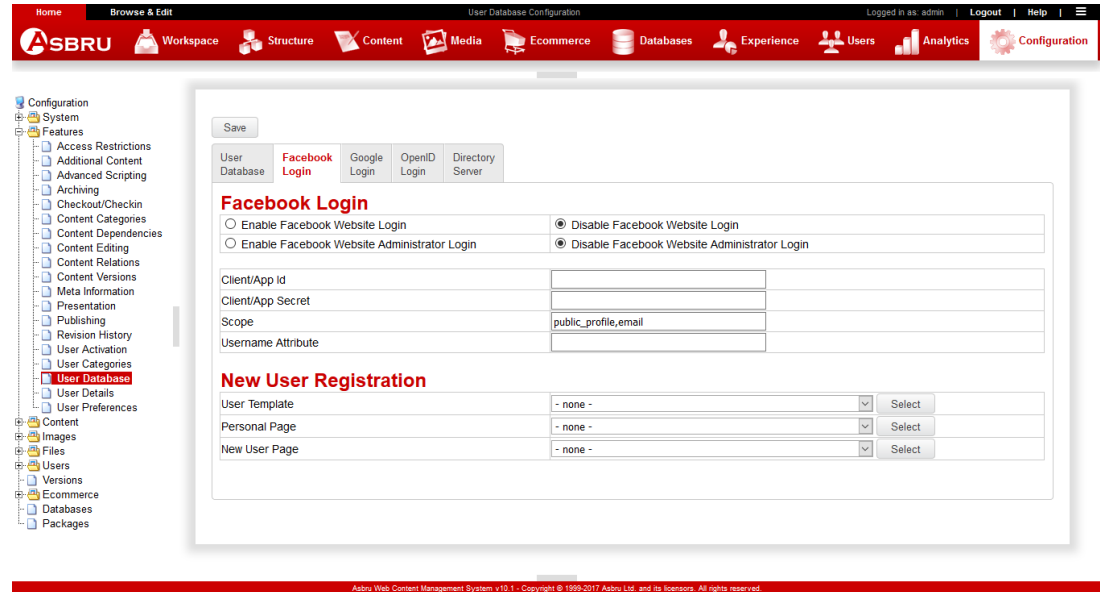 Home Browse & Edit User Database Configuration Logged in as: admin | Logout | Help |
ASBRU Workspace Structure Content Media Ecommerce Databases Experience Users Analytics Configuration
Configuration
System
Features
Access Restrictions
Additional Content
Advanced Scripting
Archiving
Checkout/Checkin
Content Categories
Content Dependencies
Content Editing
Content Relations
Content Versions
Meta Information
Presentation
Publishing
Revision History
User Activation
User Categories
User Database
User Details
User Preferences
Content
Images
Files
Users
Versions
Ecommerce
Databases
Packages
Save
User Database Facebook Login Google Login OpenID Login Directory Server
Facebook Login
Enable Facebook Website Login Disable Facebook Website Login
Enable Facebook Website Administrator Login Disable Facebook Website Administrator Login
Client/App Id
Client/App Secret
Scope public_profile,email
Username Attribute
New User Registration
User Template - none - Select
Personal Page - none - Select
New User Page - none - Select
Asbru Web Content Management System v10.1 - Copyright © 1999-2017 Asbru Ltd. and its licensors. All rights reserved.